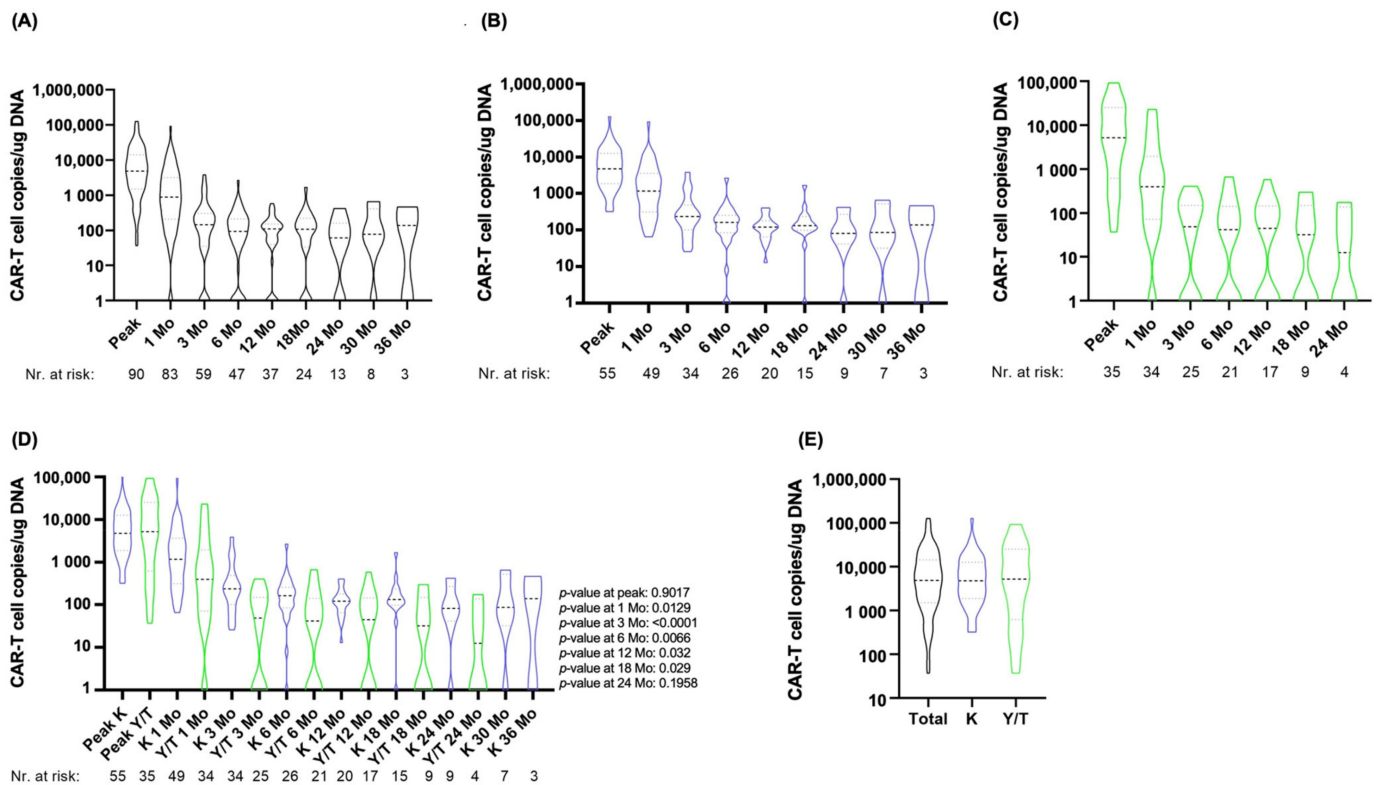 (A)
CAR-T cell copies/ug DNA
1,000,000
100,000
10,000
1 000
100
10
1
Peak 1 Mo 3 Mo 6 Mo 12 Mo 18Mo 24 Mo 30 Mo 36 Mo
Nr. at risk: 90 83 59 47 37 24 13 8 3
(B)
CAR-T cell copies/ug DNA
1,000,000
100,000
10,000
1 000
100
10
1
Peak 1 Mo 3 Mo 6 Mo 12 Mo 18 Mo 24 Mo 30 Mo 36 Mo
Nr. at risk: 55 49 34 26 20 15 9 7 3
(C)
CAR-T cell copies/ug DNA
100,000
10,000
1 000
100
10
1
Peak 1 Mo 3 Mo 6 Mo 12 Mo 18 Mo 24 Mo
Nr. at risk: 35 34 25 21 17 9 4
(D)
CAR-T cell copies/ug DNA
100,000
10,000
1 000
100
10
1
Peak K Peak Y/T K 1 Mo Y/T 1 Mo K 3 Mo Y/T 3 Mo K 6 Mo Y/T 6 Mo K 12 Mo Y/T 12 Mo K 18 Mo Y/T 18 Mo K 24 Mo Y/T 24 Mo K 30 Mo K 36 Mo
Nr. at risk: 55 35 49 34 34 25 26 21 20 17 15 9 9 4 7 3
p-value at peak: 0.9017
p-value at 1 Mo: 0.0129
p-value at 3 Mo: <0.0001
p-value at 6 Mo: 0.0066
p-value at 12 Mo: 0.032
p-value at 18 Mo: 0.029
p-value at 24 Mo: 0.1958
(E)
CAR-T cell copies/ug DNA
1,000,000
100,000
10,000
1 000
100
10
Total K Y/T